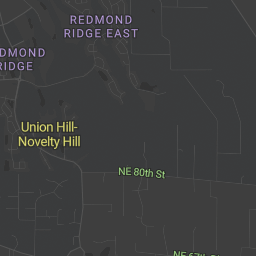 REDMOND
RIDGE EAST
DMOND
RIDGE
Union Hill-
Novelty Hill
NE 80th St